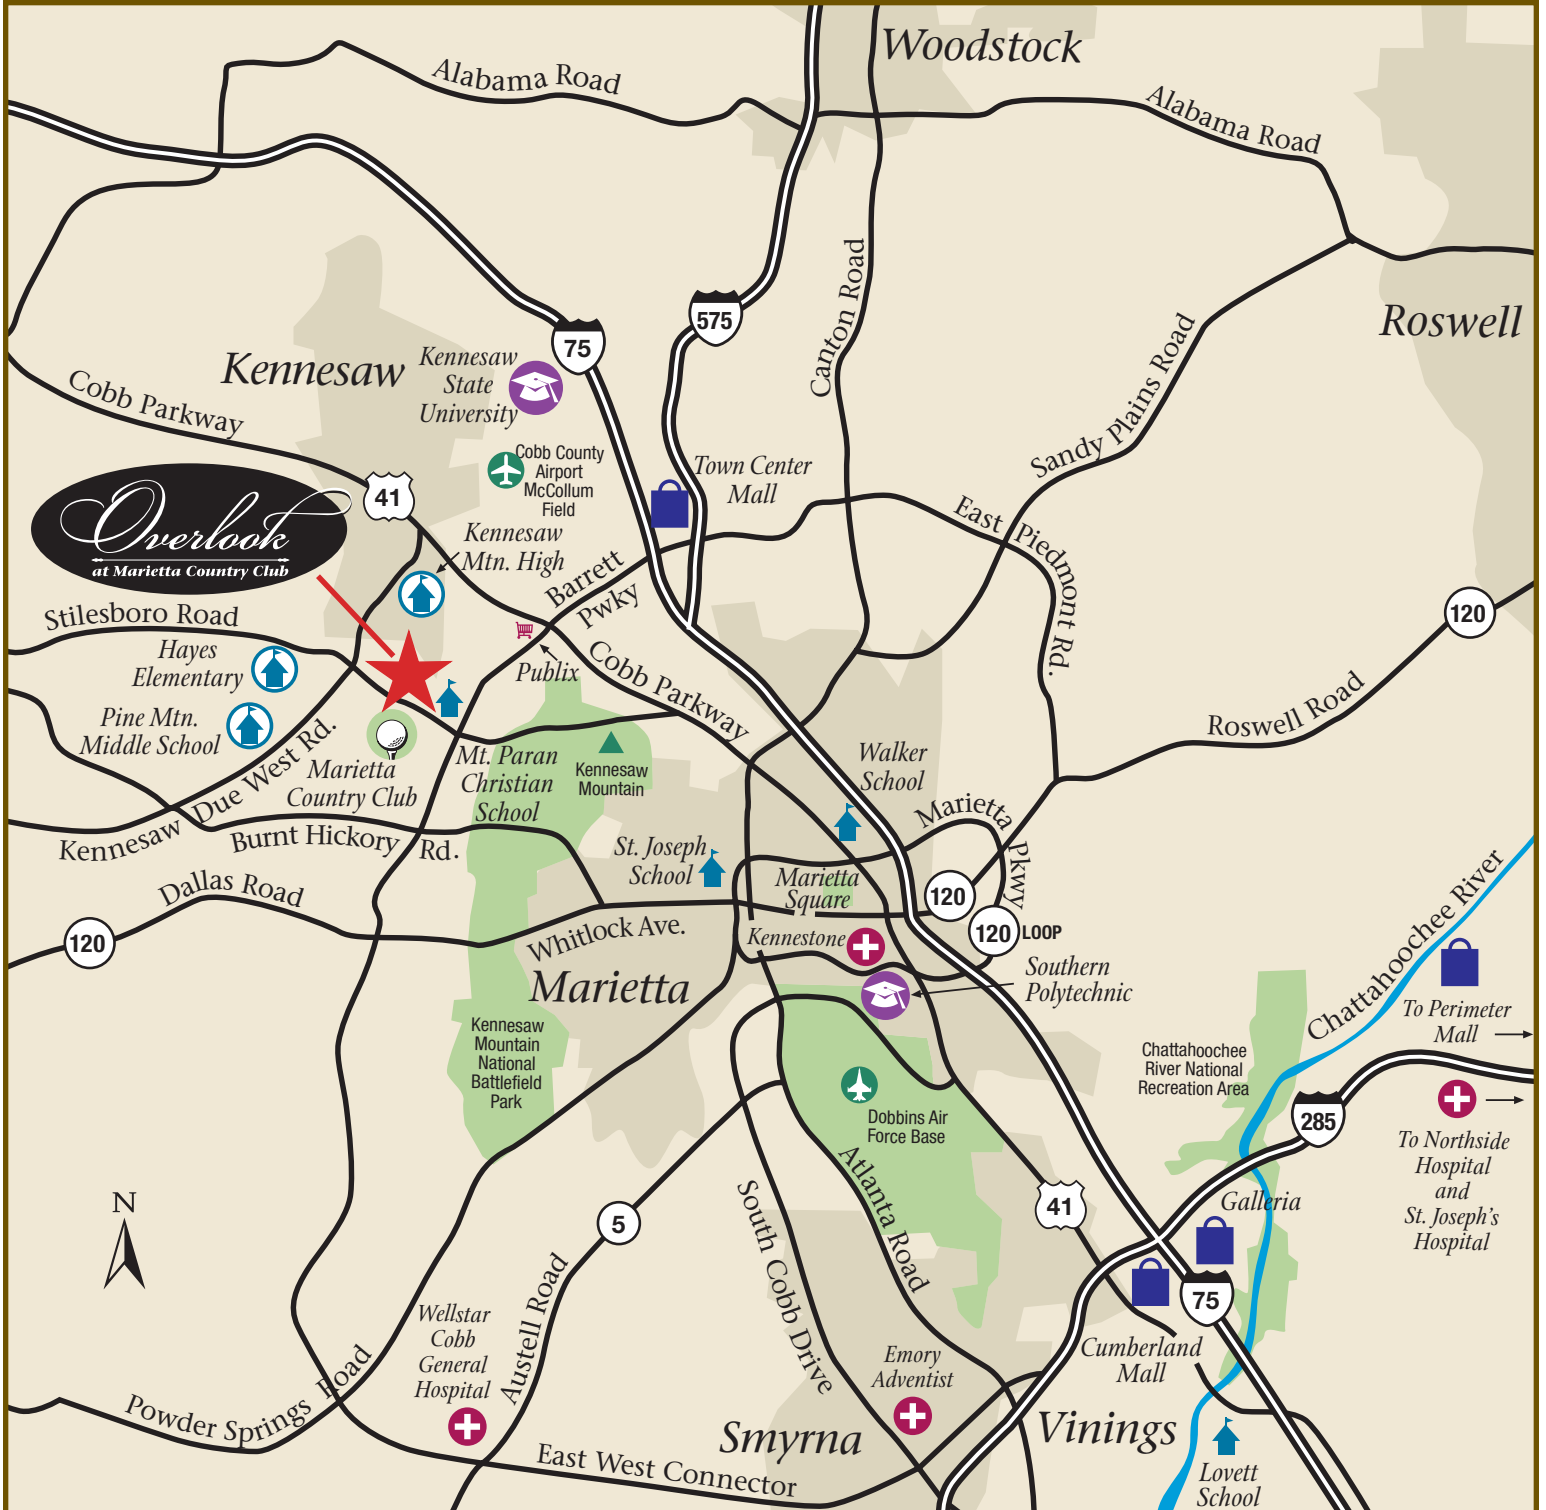 Woodstock
Alabama Road
Alabama Road
Roswell
575
75
Canton Road
Sandy Plains Road
Kennesaw
Kennesaw
State
University
Cobb Parkway
Cobb County
Airport
McCollum
Field
Town Center
Mall
41
Overlook
at Marietta Country Club
Kennesaw
Mtn. High
East Piedmont Rd.
Barrett
Pwky
120
Stilesboro Road
Hayes
Elementary
Publix
Cobb Parkway
Pine Mtn.
Middle School
Roswell Road
Kennesaw Due West Rd.
Marietta
Country Club
Mt. Paran
Christian
School
Kennesaw
Mountain
Walker
School
Marietta Pkwy
Burnt Hickory Rd.
St. Joseph
School
Dallas Road
Marietta
Square
120
120
Whitlock Ave.
Kennestone
120 LOOP
Chattahoochee River
Marietta
Southern
Polytechnic
To Perimeter
Mall
Kennesaw
Mountain
National
Battlefield
Park
Chattahoochee
River National
Recreation Area
Dobbins Air
Force Base
285
To Northside
Hospital
and
St. Joseph's
Hospital
N
5
41
Galleria
Atlanta Road
South Cobb Drive
75
Wellstar
Cobb
General
Hospital
Austell Road
Emory
Adventist
Cumberland
Mall
Powder Springs Road
Smyrna
Vinings
East West Connector
Lovett
School